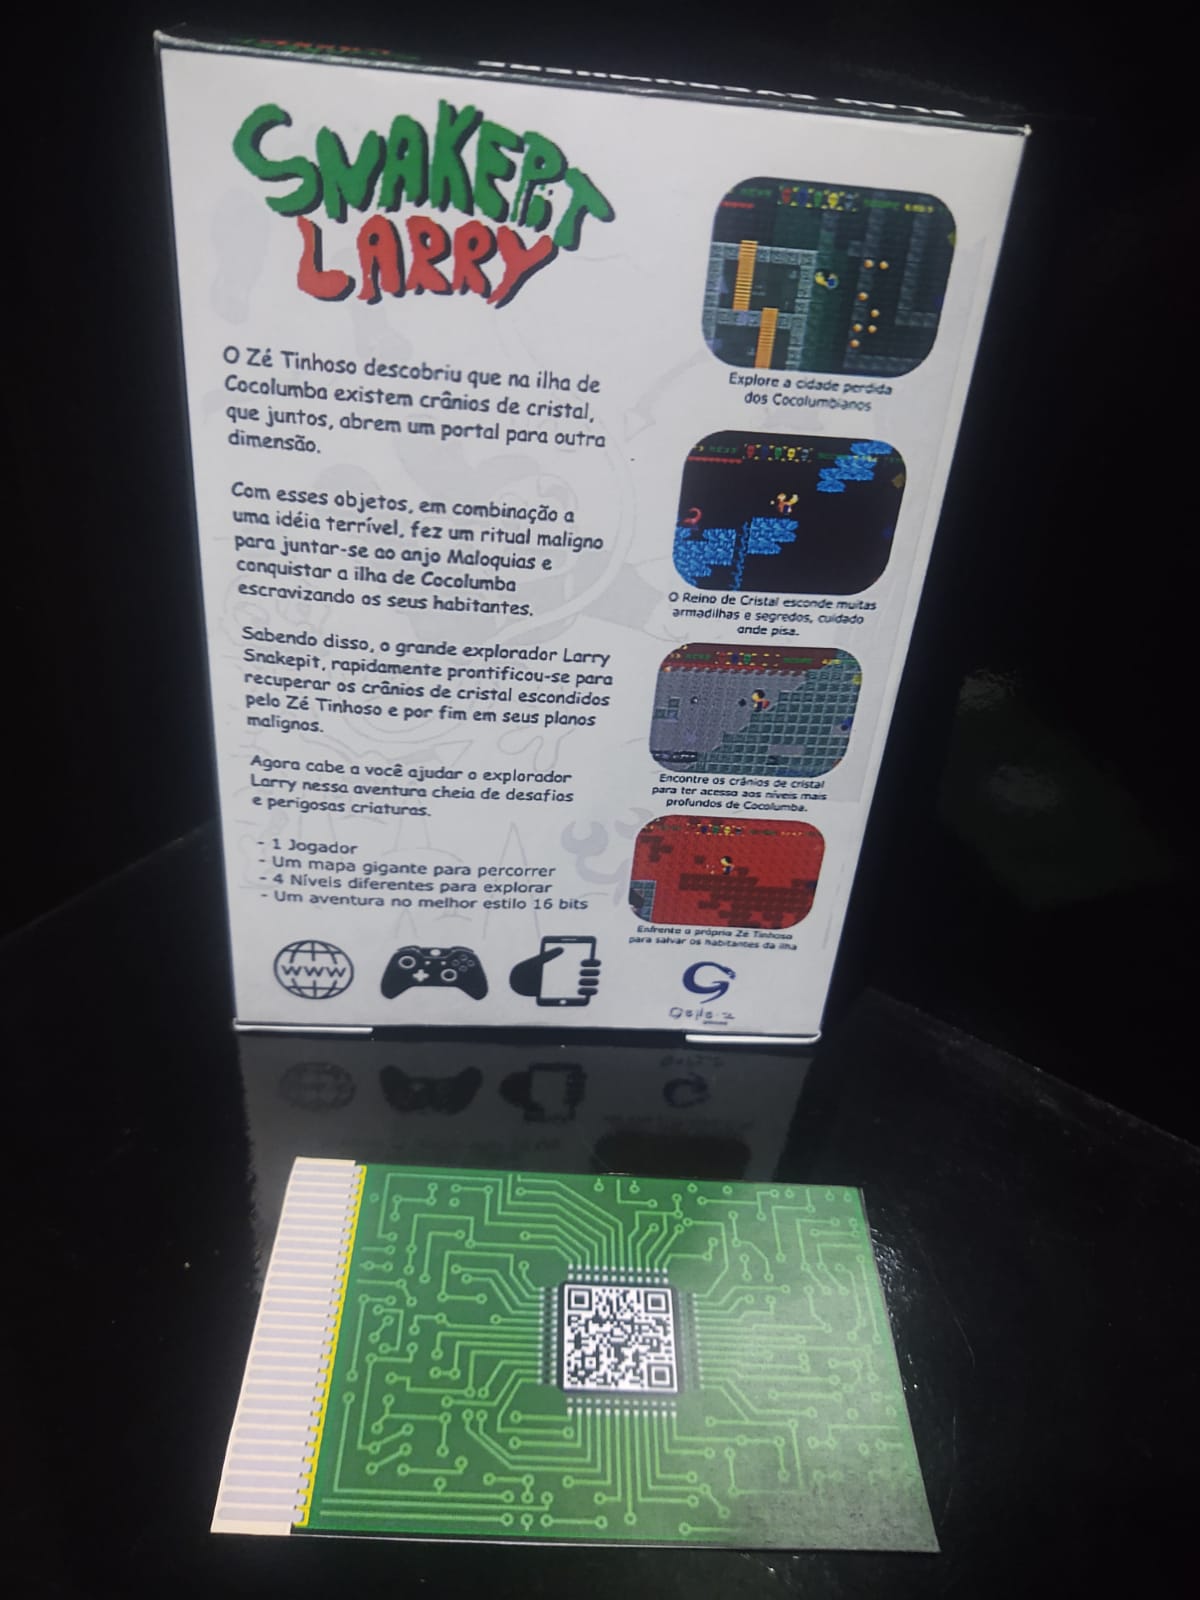 SNAKEPiT
LARRY
O Zé Tinhoso descobriu que na ilha de
Cocolumba existem crânios de cristal,
que juntos, abrem um portal para outra
dimensão.
Com esses objetos, em combinação a
uma idéia terrível, fez um ritual maligno
para juntar-se ao anjo Maloquias e
conquistar a ilha de Cocolumba
escravizando os seus habitantes.
Sabendo disso, o grande explorador Larry
Snakepit, rapidamente prontificou-se para
recuperar os crânios de cristal escondidos
pelo Zé Tinhoso e por fim em seus planos
malignos.
Agora cabe a você ajudar o explorador
Larry nessa aventura cheia de desafios
e perigosas criaturas.
- 1 Jogador
- Um mapa gigante para percorrer
- 4 Níveis diferentes para explorar
- Um aventura no melhor estilo 16 bits
www
Explore a cidade perdida
dos Cocolumbianos
O Reino de Cristal esconde muitas
armadilhas e segredos, cuidado
onde pisa.
Encontre os crânios de cristal
para ter acesso aos níveis mais
profundos de Cocolumba.
Enfrente o próprio Zé Tinhoso
para salvar os habitantes da ilha